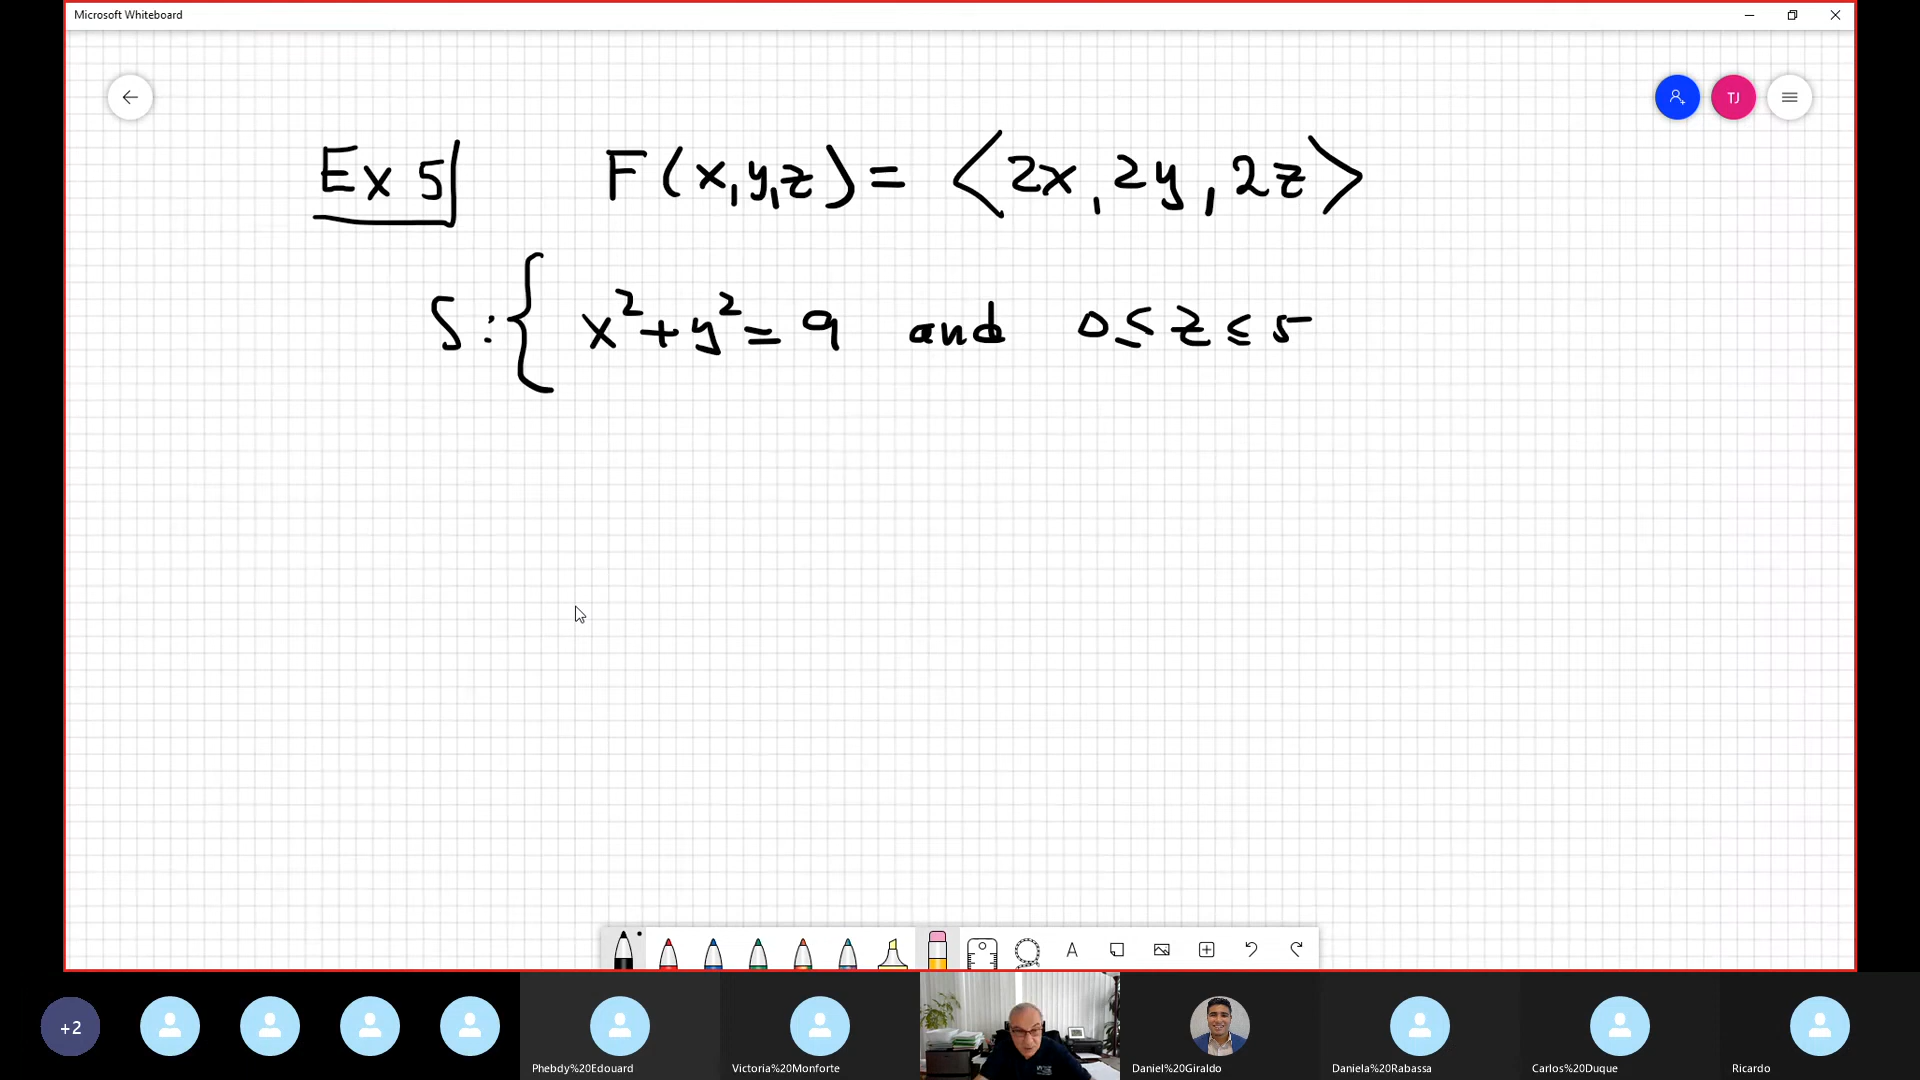 Microsoft Whiteboard
TJ
Ex 5 F(x,y,z) = <2x, 2y, 2z>
S: { x² + y² = 9 and 0 ≤ z ≤ 5
A
+2
Phebdy%20Edouard
Victoria%20Monforte
Daniel%20Giraldo
Daniela%20Rabassa
Carlos%20Duque
Ricardo